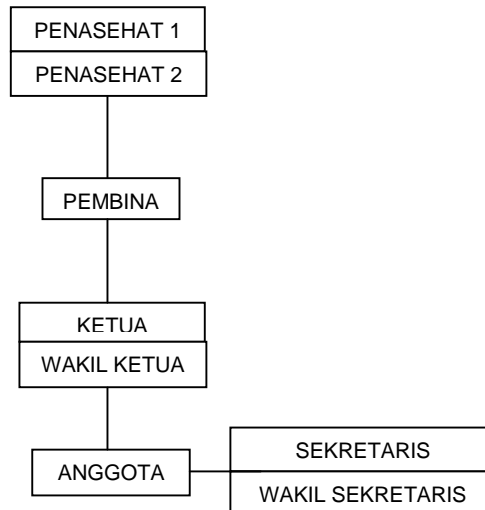 PENASEHAT 1
PENASEHAT 2
PEMBINA
KETUA
WAKIL KETUA
ANGGOTA
SEKRETARIS
WAKIL SEKRETARIS